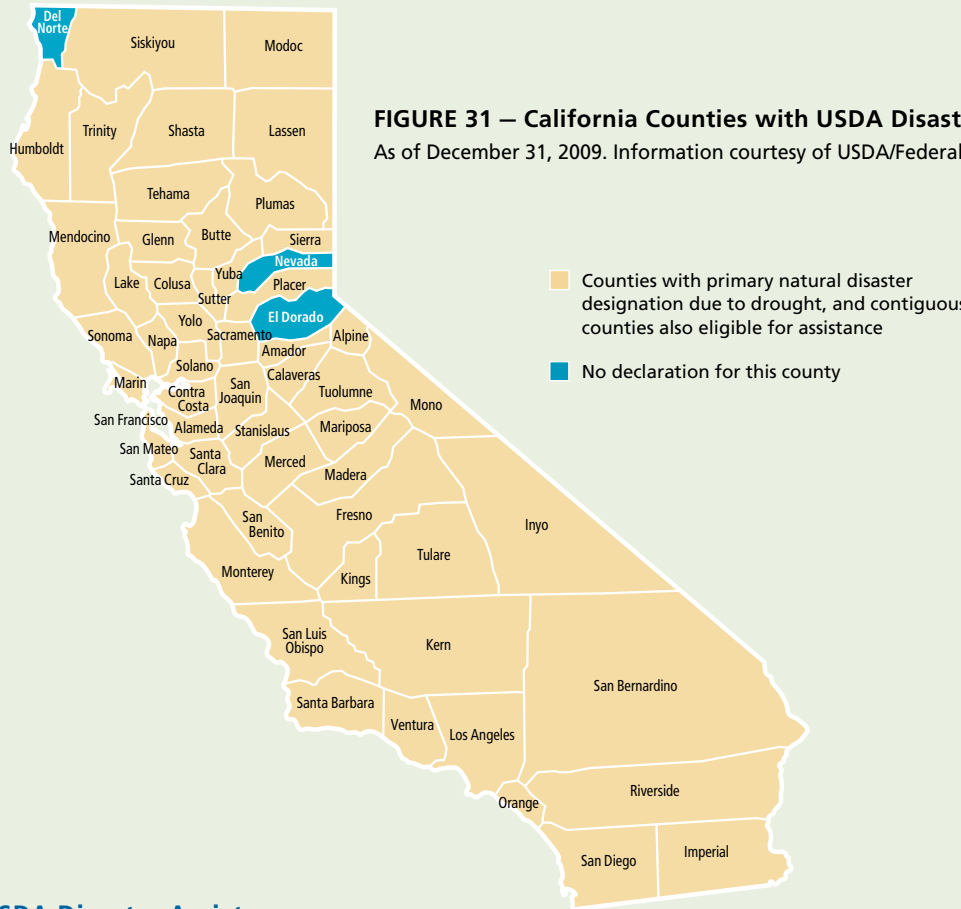 Del
Norte
Siskiyou
Modoc
FIGURE 31 — California Counties with USDA
As of December 31, 2009. Information courtesy of USDA/Federal
Trinity
Shasta
Lassen
Humboldt
Tehama
Plumas
Mendocino
Glenn
Butte
Sierra
Nevada
Lake
Colusa
Yuba
Placer
Sutter
Counties with primary natural disaster
designation due to drought, and contiguous
counties also eligible for assistance
El Dorado
Yolo
Sonoma
Napa
Sacramento
Alpine
Amador
Solano
No declaration for this county
Marin
Contra
Costa
San
Joaquin
Calaveras
Tuolumne
Mono
San Francisco
Alameda
Stanislaus
Mariposa
San Mateo
Santa
Clara
Merced
Madera
Santa Cruz
San
Benito
Fresno
Inyo
Tulare
Monterey
Kings
San Luis
Obispo
Kern
San Bernardino
Santa Barbara
Ventura
Los Angeles
Orange
Riverside
San Diego
Imperial